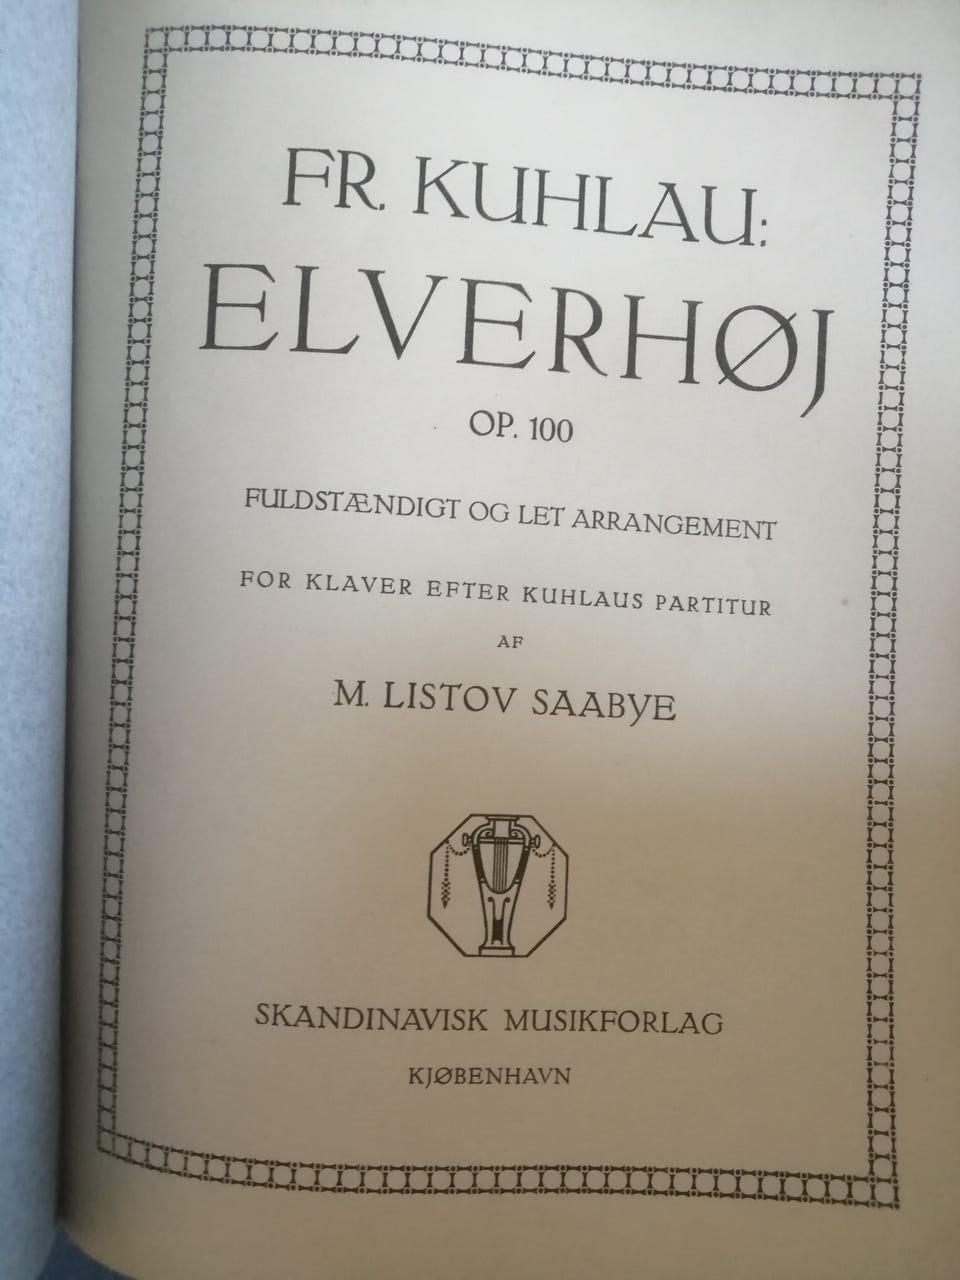 FR. KUHLAU:
ELVERHØJ
OP. 100
FULDSTÆNDIGT OG LET ARRANGEMENT
FOR KLAVER EFTER KUHLAUS PARTITUR
AF
M. LISTOV SAABYE
SKANDINAVISK MUSIKFORLAG
KJØBENHAVN